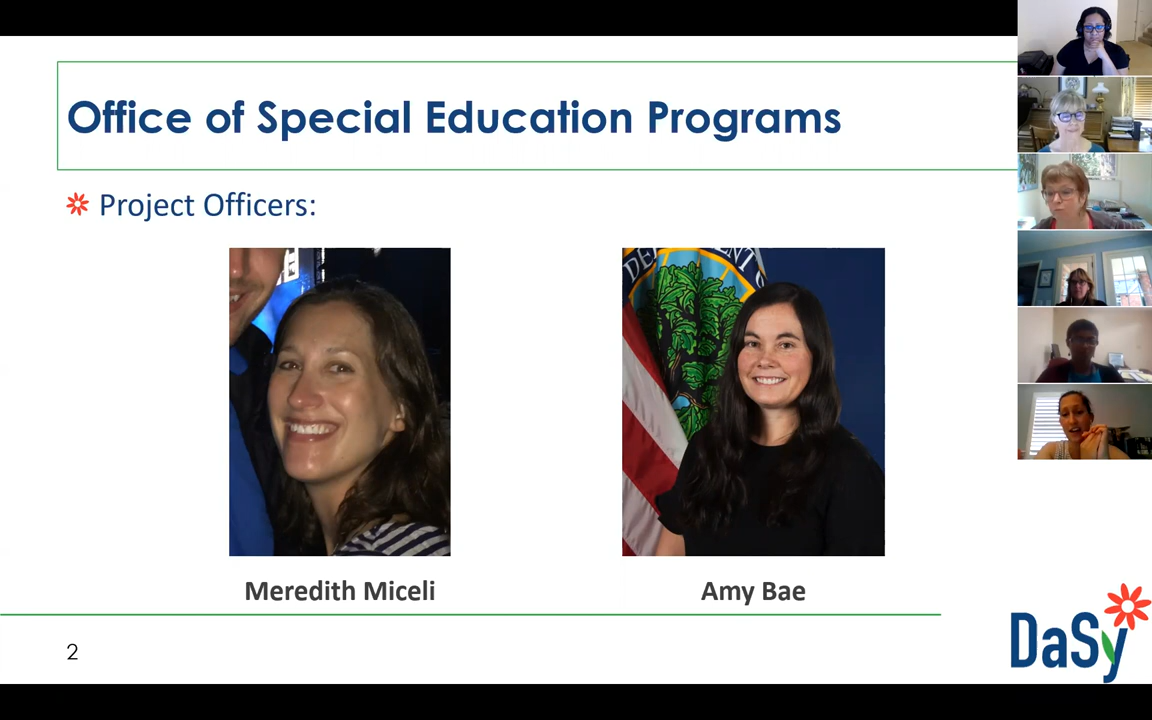 Office of Special Education Programs
Project Officers:
Meredith Miceli
Amy Bae
2
DaSy